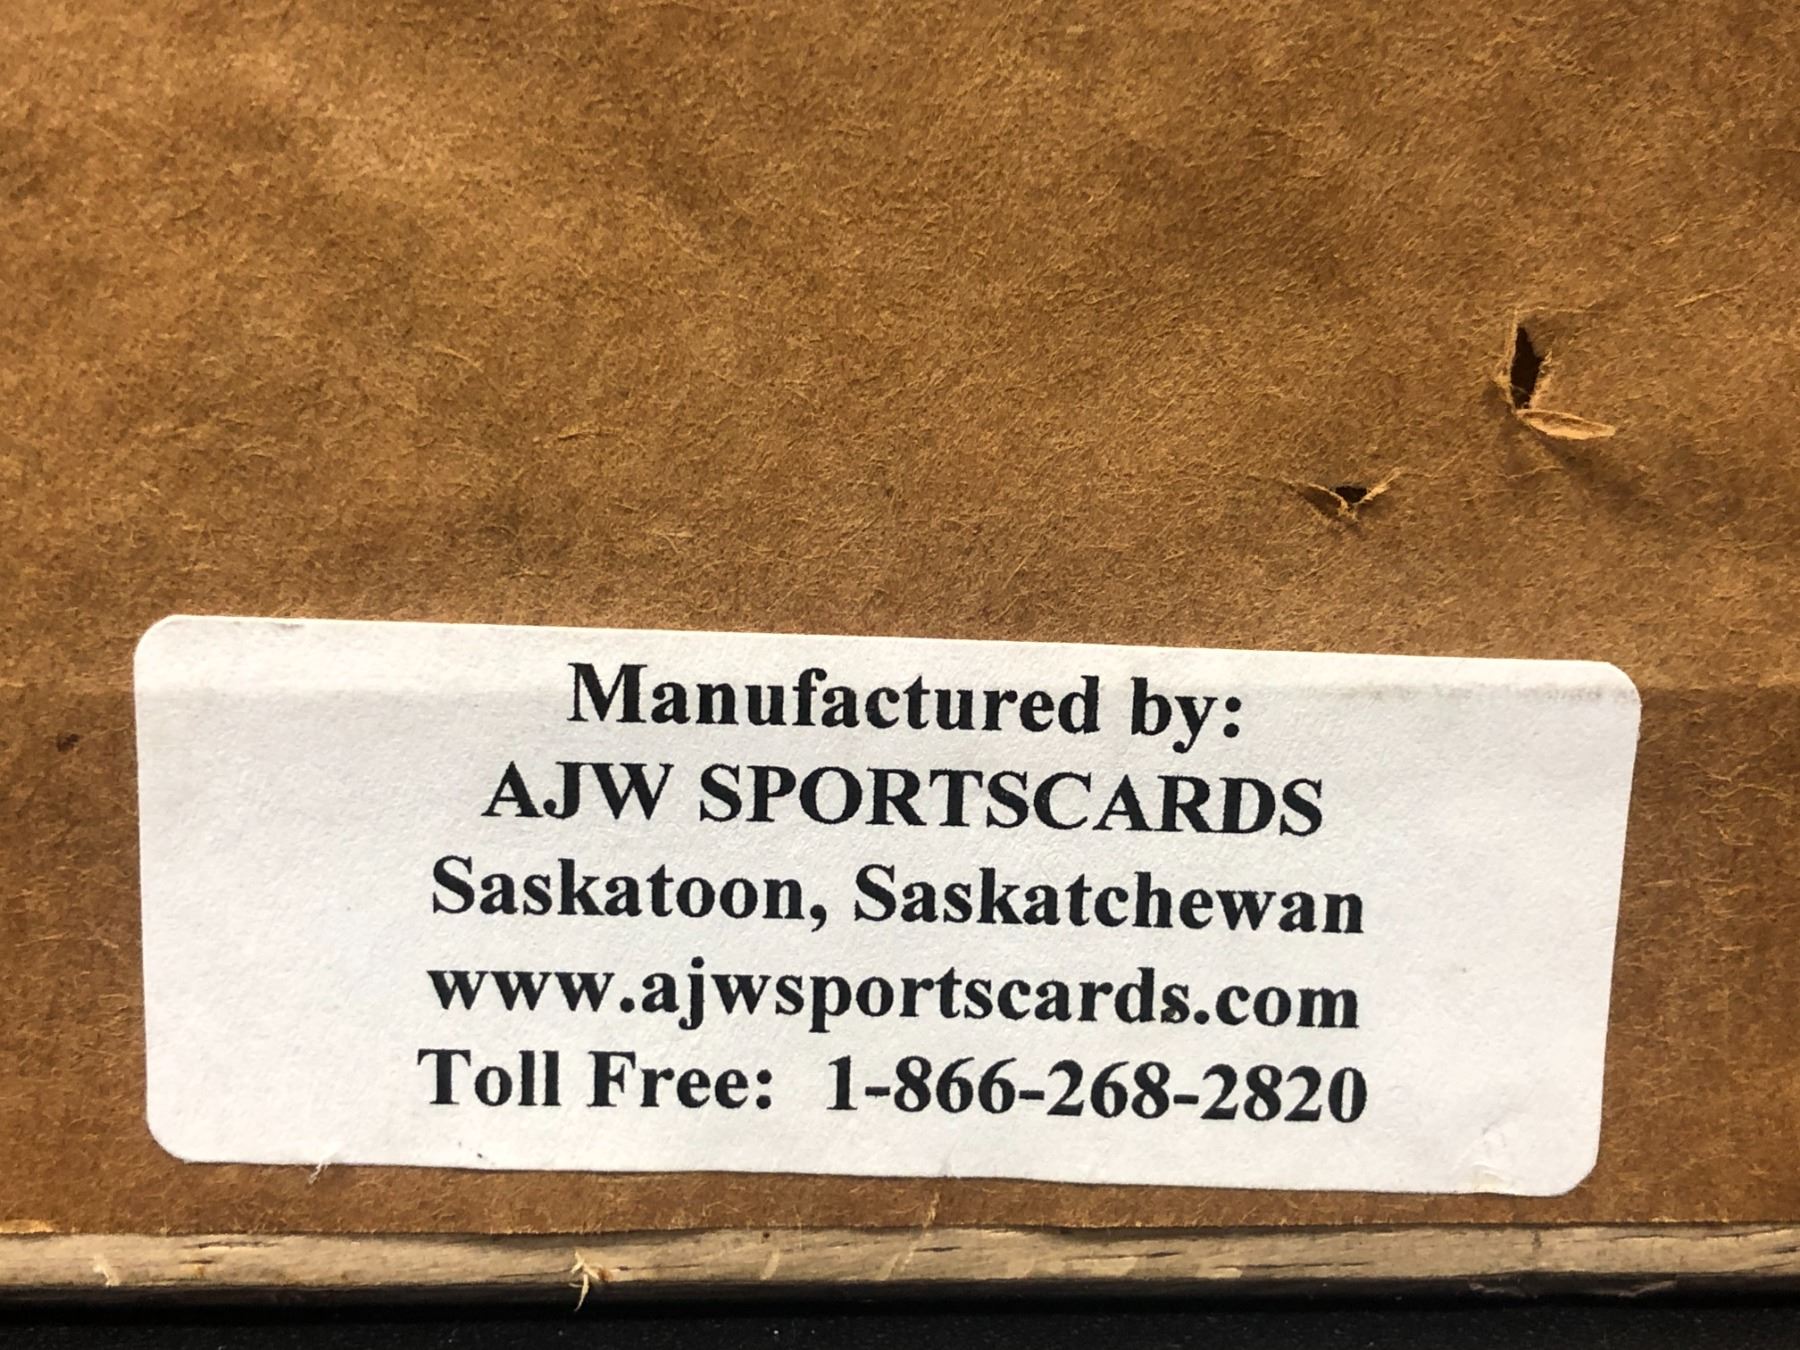 Manufactured by:
AJW SPORTSCARDS
Saskatoon, Saskatchewan
www.ajwsportscards.com
Toll Free: 1-866-268-2820